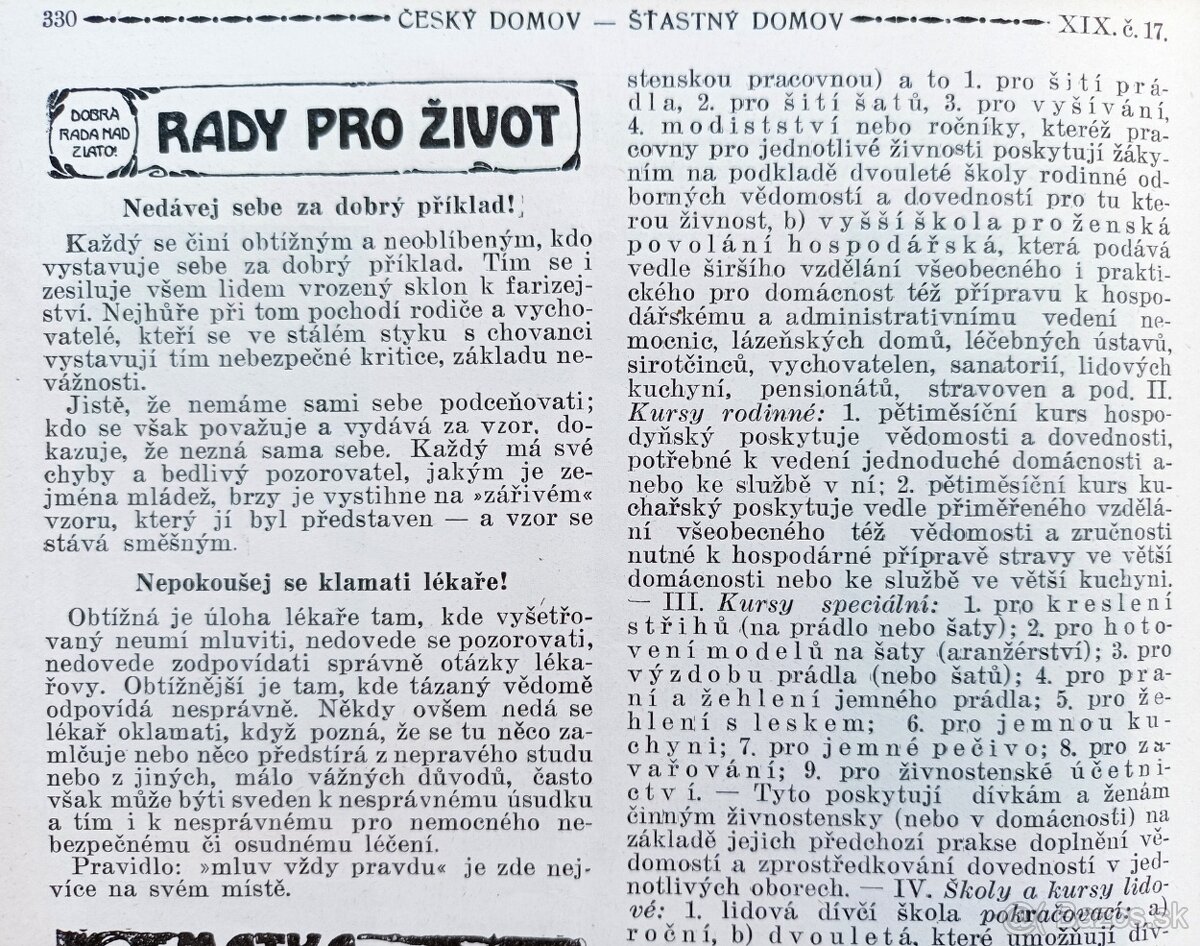 330
ČESKÝ DOMOV — ŠŤASTNÝ DOMOV
XIX. č. 17.
DOBRÁ
RADA NAD
ZLATO!
RADY PRO ŽIVOT
Nedávej sebe za dobrý příklad!
Každý se činí obtížným a neoblíbeným, kdo
vystavuje sebe za dobrý příklad. Tím se i
zesiluje všem lidem vrozený sklon k farizej-
ství. Nejhůře při tom pochodí rodiče a vycho-
vatelé, kteří se ve stálém styku s chovanci
vystavují tím nebezpečné kritice, základu ne-
vážnosti.
Jistě, že nemáme sami sebe podceňovati;
kdo se však považuje a vydává za vzor, do-
kazuje, že nezná sama sebe. Každý má své
chyby a bedlivý pozorovatel, jakým je ze-
jména mládež, brzy je vystihne na »zářivém«
vzoru, který jí byl představen — a vzor se
stává směšným.
Nepokoušej se klamati lékaře!
Obtížná je úloha lékaře tam, kde vyšetřo-
vaný neumí mluviti, nedovede se pozorovati,
nedovede zodpovídati správně otázky léka-
řovy. Obtížnější je tam, kde tázaný vědomě
odpovídá nesprávně. Někdy ovšem nedá se
lékař oklamati, když pozná, že se tu něco za-
mlčuje nebo něco předstírá z nepravého studu
nebo z jiných, málo vážných důvodů, často
však může býti sveden k nesprávnému úsudku
a tím i k nesprávnému pro nemocného ne-
bezpečnému či osudnému léčení.
Pravidlo: »mluv vždy pravdu« je zde nej-
více na svém místě.
stenskou pracovnou) a to 1. pro šití prá-
dla, 2. pro šití šatů, 3. pro vyšívání,
4. modistství nebo ročníky, kteréž pra-
covny pro jednotlivé živnosti poskytují žáky-
ním na podkladě dvouleté školy rodinné od-
borných vědomostí a dovedností pro tu kte-
rou živnost, b) vyšší škola pro ženská
povolání hospodářská, která podává
vedle širšího vzdělání všeobecného i prakti-
ckého pro domácnost též přípravu k hospo-
dářskému a administrativnímu vedení ne-
mocnic, lázeňských domů, léčebných ústavů,
sirotčinců, vychovatelen, sanatorií, lidových
kuchyní, pensionátů, stravoven a pod. II.
Kursy rodinné: 1. pětiměsíční kurs hospo-
dyňský poskytuje vědomosti a dovednosti,
potřebné k vedení jednoduché domácnosti a-
nebo ke službě v ní; 2. pětiměsíční kurs ku-
chařský poskytuje vedle přiměřeného vzdělá-
ní všeobecného též vědomosti a zručnosti
nutné k hospodárné přípravě stravy ve větší
domácnosti nebo ke službě ve větší kuchyni.
— III. Kursy speciální: 1. pro kreslení
střihů (na prádlo nebo šaty); 2. pro hoto-
vení modelů na šaty (aranžérství); 3. pro
výzdobu prádla (nebo šatů); 4. pro pra-
ní a žehlení jemného prádla; 5. pro že-
hlení s leskem; 6. pro jemnou ku-
chyni; 7. pro jemné pečivo; 8. pro za-
vařování; 9. pro živnostenské účetni-
ctví. — Tyto poskytují dívkám a ženám
činným živnostensky (nebo v domácnosti) na
základě jejich předchozí prakse doplnění vě-
domostí a zprostředkování dovedností v jed-
notlivých oborech. — IV. Školy a kursy lido-
vé: 1. lidová dívčí škola pokračovací: a)
roční, b) dvouletá, které umožňují dív-
Bazos.sk